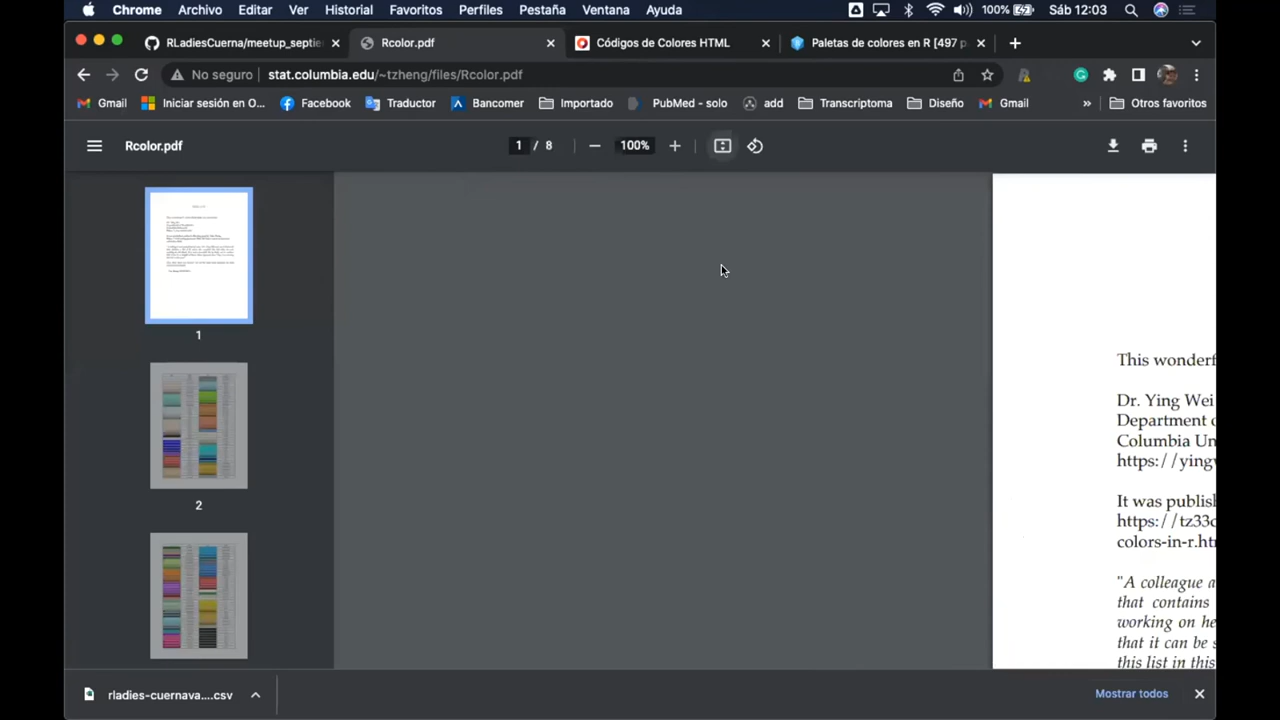 Chrome Archivo Editar Ver Historial Favoritos Perfiles Pestaña Ventana Ayuda 100% Sáb 12:03
RLadiesCuerna/meetup_septie Rcolor.pdf Códigos de Colores HTML Paletas de colores en R [497 p
No seguro stat.columbia.edu/~tzheng/files/Rcolor.pdf
Gmail Iniciar sesión en O... Facebook Traductor Bancomer Importado PubMed - solo add Transcriptoma Diseño Gmail » Otros favoritos
Rcolor.pdf 1 / 8 100%
1
2
This wonderf
Dr. Ying Wei
Department o
Columbia Un
https://yingw
It was publish
https://tz33c
colors-in-r.ht
"A colleague a
that contains
working on he
that it can be s
this list in this
rladies-cuernava....csv Mostrar todos